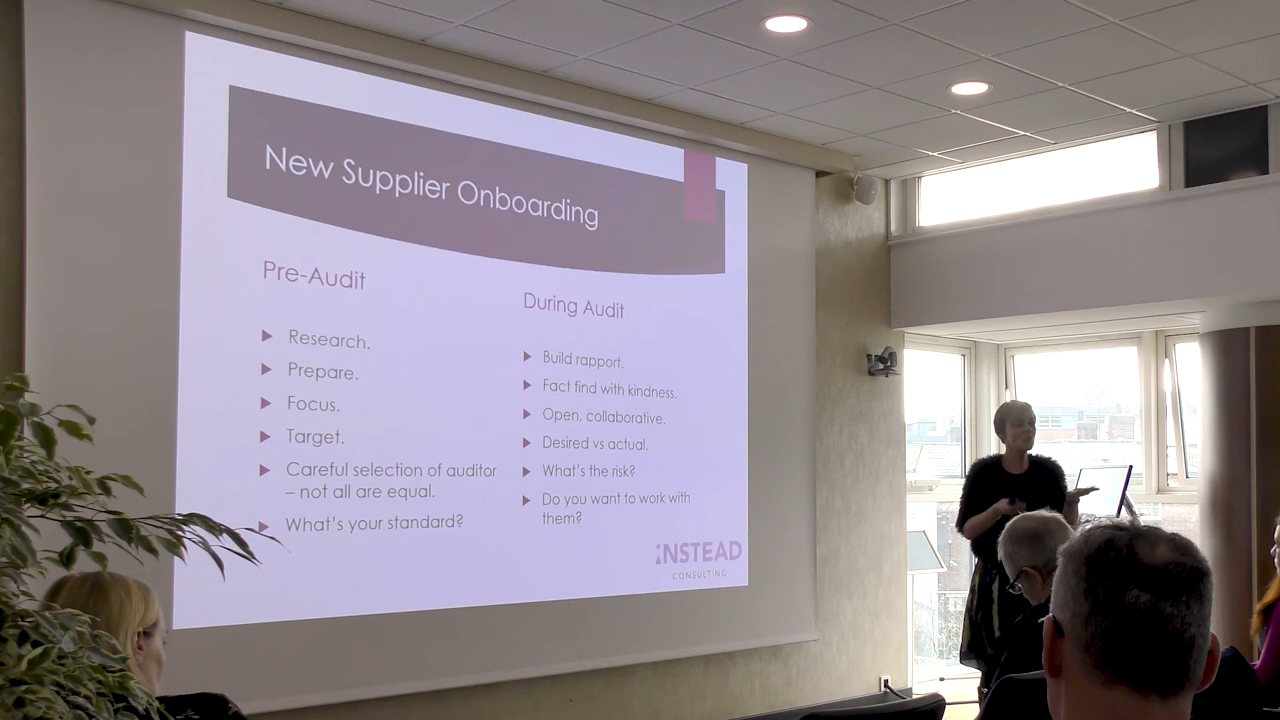 New Supplier Onboarding
Pre-Audit
Research.
Prepare.
Focus.
Target.
Careful selection of auditor
– not all are equal.
What's your standard?
During Audit
Build rapport.
Fact find with kindness.
Open, collaborative.
Desired vs actual.
What's the risk?
Do you want to work with
them?
INSTEAD
CONSULTING